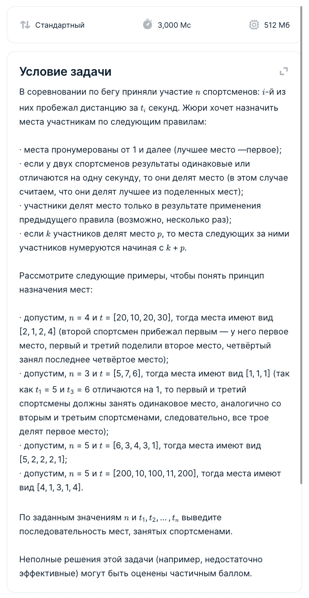 Стандартный 3,000 Мс 512 Мб
Условие задачи
В соревновании по бегу приняли участие n спортсменов: i-й из
них пробежал дистанцию за tᵢ секунд. Жюри хочет назначить
места участникам по следующим правилам:
· места пронумерованы от 1 и далее (лучшее место —первое);
· если у двух спортсменов результаты одинаковые или
отличаются на одну секунду, то они делят место (в этом случае
считаем, что они делят лучшее из поделенных мест);
· участники делят место только в результате применения
предыдущего правила (возможно, несколько раз);
· если k участников делят место p, то места следующих за ними
участников нумеруются начиная с k + p.
Рассмотрите следующие примеры, чтобы понять принцип
назначения мест:
· допустим, n = 4 и t = [20, 10, 20, 30], тогда места имеют вид
[2, 1, 2, 4] (второй спортсмен прибежал первым — у него первое
место, первый и третий поделили второе место, четвёртый
занял последнее четвёртое место);
· допустим, n = 3 и t = [5, 7, 6], тогда места имеют вид [1, 1, 1] (так
как t₁ = 5 и t₃ = 6 отличаются на 1, то первый и третий
спортсмены должны занять одинаковое место, аналогично со
вторым и третьим спортсменами, следовательно, все трое
делят первое место);
· допустим, n = 5 и t = [6, 3, 4, 3, 1], тогда места имеют вид
[5, 2, 2, 2, 1];
· допустим, n = 5 и t = [200, 10, 100, 11, 200], тогда места имеют
вид [4, 1, 3, 1, 4].
По заданным значениям n и t₁, t₂, … , tₙ выведите
последовательность мест, занятых спортсменами.
Неполные решения этой задачи (например, недостаточно
эффективные) могут быть оценены частичным баллом.